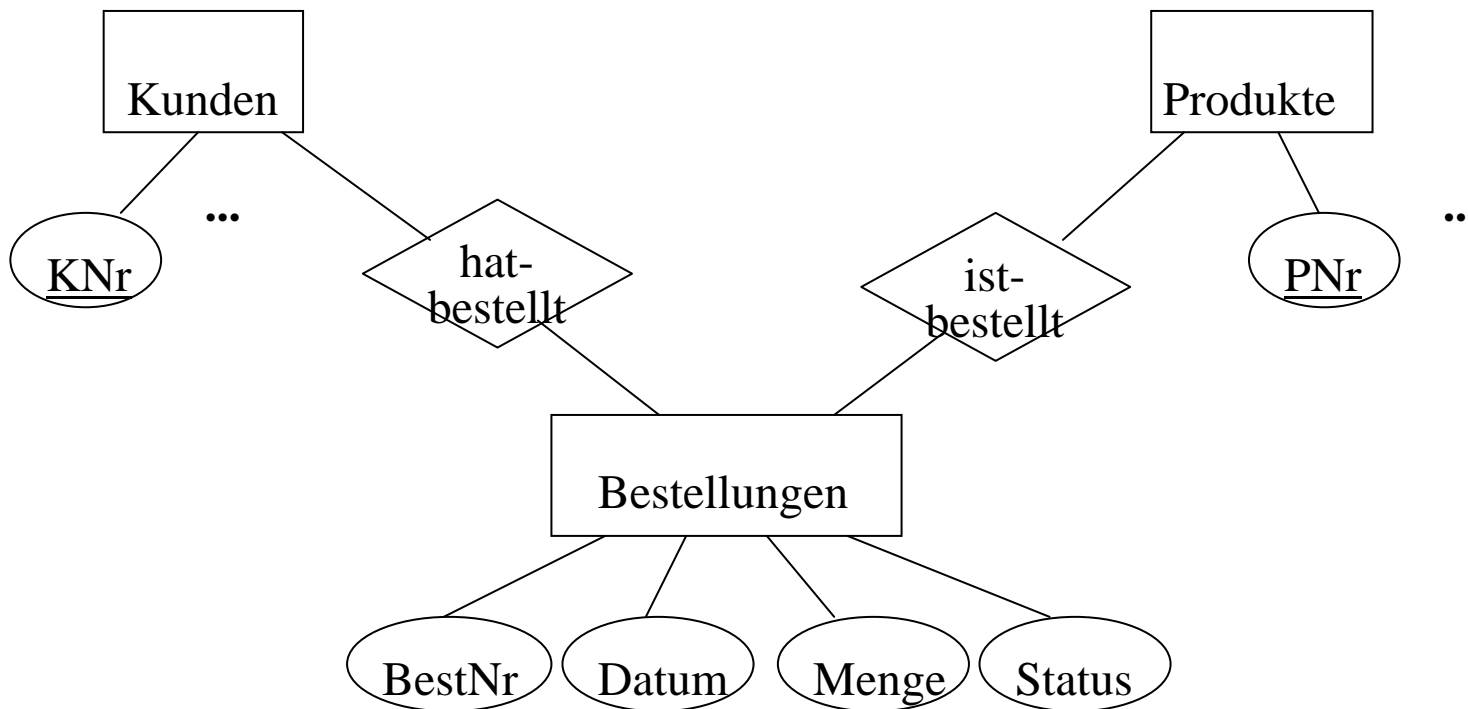 Kunden
Produkte
...
..
KNr
hat-
bestellt
ist-
bestellt
PNr
Bestellungen
BestNr
Datum
Menge
Status